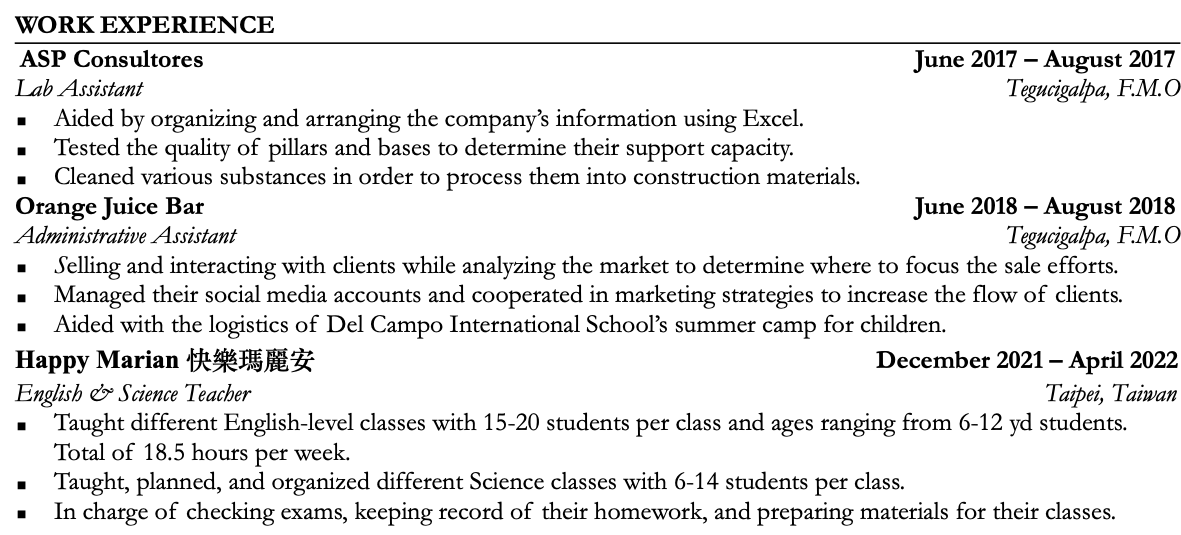 WORK EXPERIENCE
ASP Consultores June 2017 – August 2017
Lab Assistant Tegucigalpa, F.M.O
▪ Aided by organizing and arranging the company’s information using Excel.
▪ Tested the quality of pillars and bases to determine their support capacity.
▪ Cleaned various substances in order to process them into construction materials.
Orange Juice Bar June 2018 – August 2018
Administrative Assistant Tegucigalpa, F.M.O
▪ Selling and interacting with clients while analyzing the market to determine where to focus the sale efforts.
▪ Managed their social media accounts and cooperated in marketing strategies to increase the flow of clients.
▪ Aided with the logistics of Del Campo International School’s summer camp for children.
Happy Marian 快樂瑪麗安 December 2021 – April 2022
English & Science Teacher Taipei, Taiwan
▪ Taught different English-level classes with 15-20 students per class and ages ranging from 6-12 yd students.
Total of 18.5 hours per week.
▪ Taught, planned, and organized different Science classes with 6-14 students per class.
▪ In charge of checking exams, keeping record of their homework, and preparing materials for their classes.